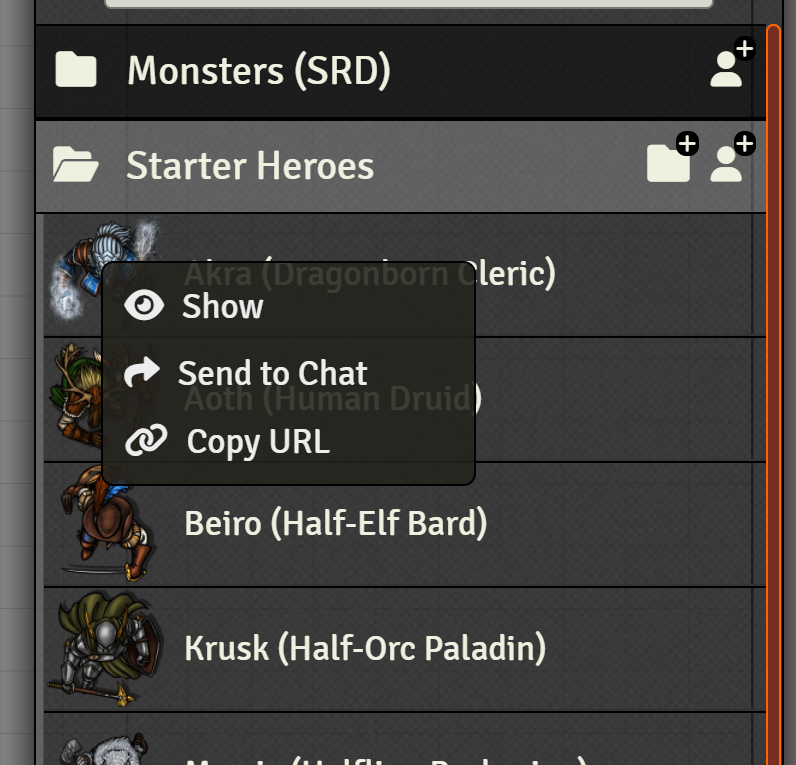 Monsters (SRD)
Starter Heroes
Akra (Dragonborn Cleric)
Show
Send to Chat
Aoth (Human Druid)
Copy URL
Beiro (Half-Elf Bard)
Krusk (Half-Orc Paladin)